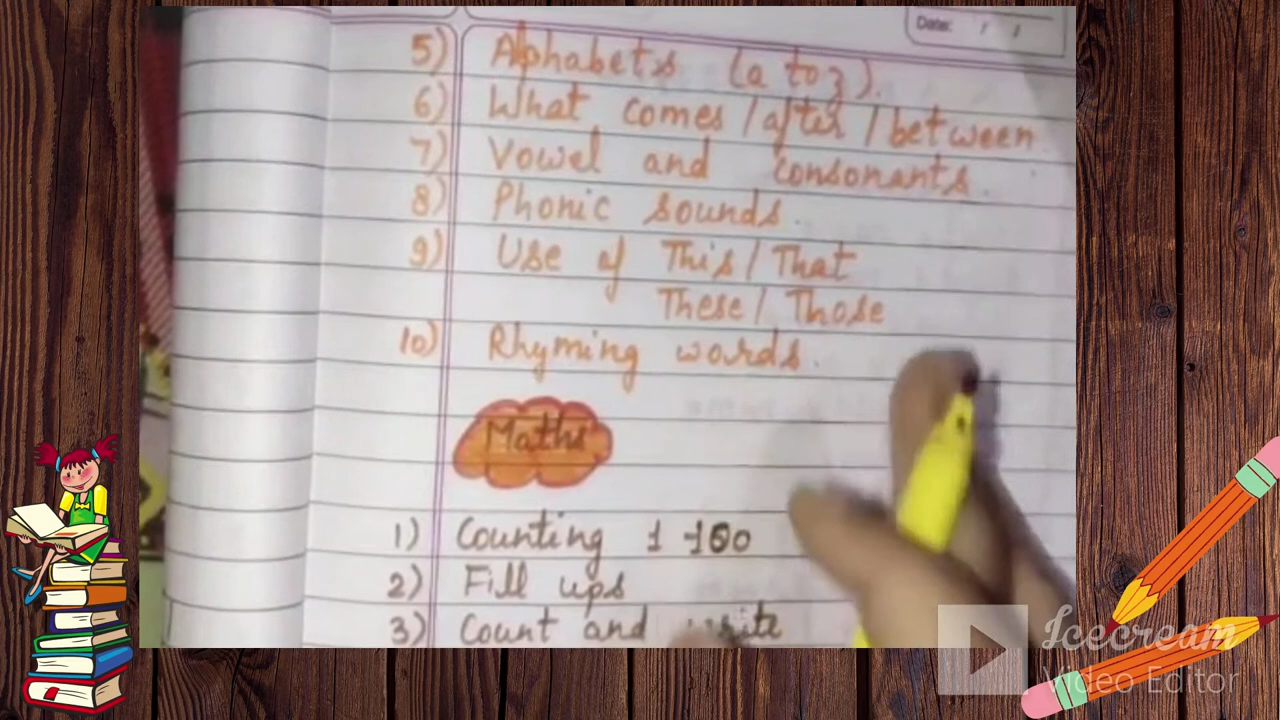 Date: / /
5) Alphabets (a to z).
6) What comes / after / between
7) Vowel and consonants.
8) Phonic sounds.
9) Use of This / That
These / Those
10) Rhyming words.
Maths
1) Counting 1 - 100
2) Fill ups
3) Count and write
Icecream
Video Editor